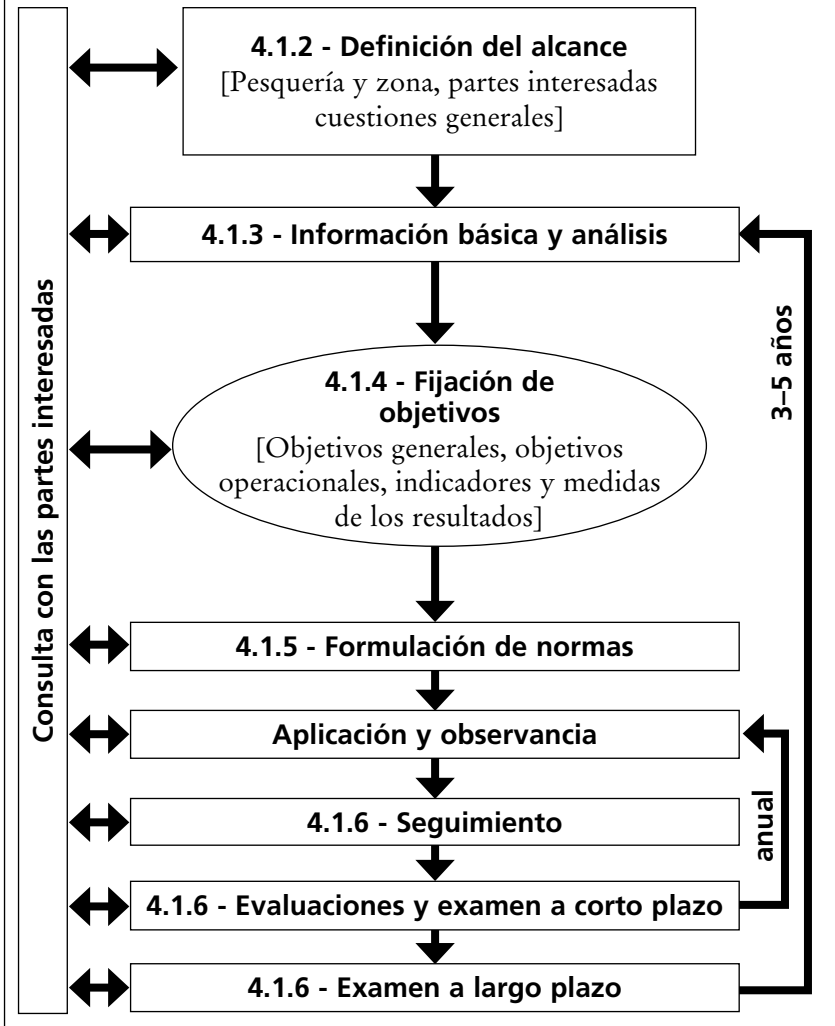 Consulta con las partes interesadas
4.1.2 - Definición del alcance
[Pesquería y zona, partes interesadas
cuestiones generales]
4.1.3 - Información básica y análisis
4.1.4 - Fijación de
objetivos
[Objetivos generales, objetivos
operacionales, indicadores y medidas
de los resultados]
3–5 años
4.1.5 - Formulación de normas
Aplicación y observancia
4.1.6 - Seguimiento
anual
4.1.6 - Evaluaciones y examen a corto plazo
4.1.6 - Examen a largo plazo